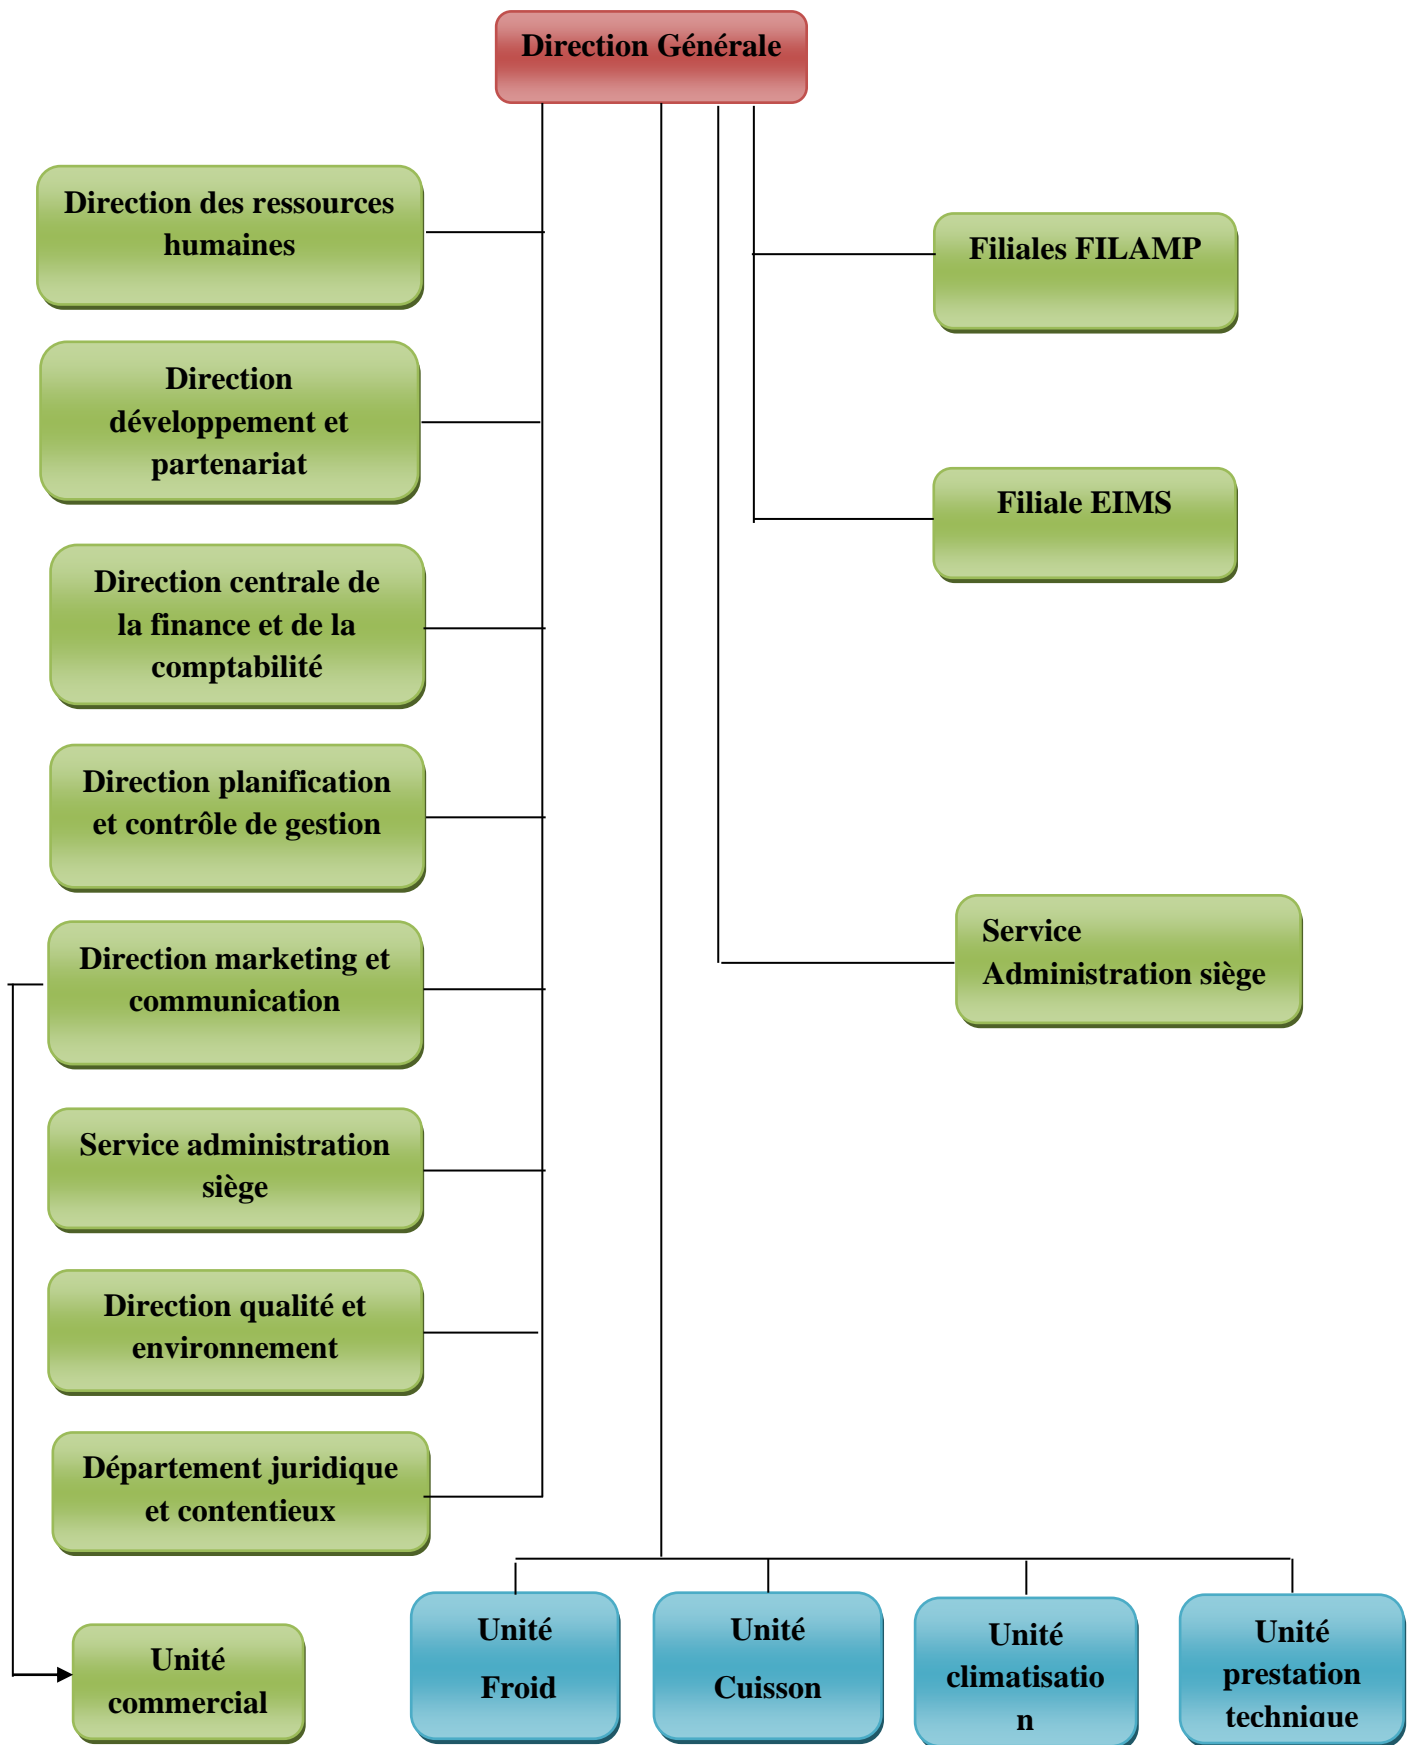 Direction Générale
Direction des ressources
humaines
Direction
développement et
partenariat
Direction centrale de
la finance et de la
comptabilité
Direction planification
et contrôle de gestion
Direction marketing et
communication
Service administration
siège
Direction qualité et
environnement
Département juridique
et contentieux
Filiales FILAMP
Filiale EIMS
Service
Administration siège
Unité
commercial
Unité
Froid
Unité
Cuisson
Unité
climatisatio
n
Unité
prestation
technique